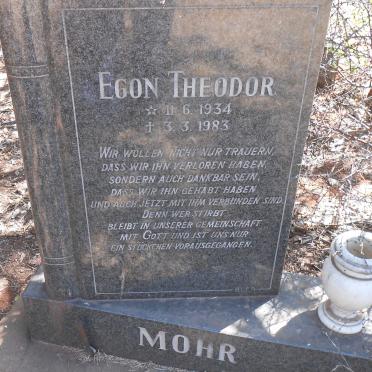 EGON THEODOR
☆ 11.6.1934
✝ 3.3.1983
WIR WOLLEN NICHT NUR TRAUERN,
DASS WIR IHN VERLOREN HABEN,
SONDERN AUCH DANKBAR SEIN,
DASS WIR IHN GEHABT HABEN
UND AUCH JETZT MIT IHM VERBUNDEN SIND.
DENN WER STIRBT,
BLEIBT IN UNSERER GEMEINSCHAFT
MIT GOTT UND IST UNS NUR
EIN STÜCKCHEN VORAUSGEGANGEN.
MOHR